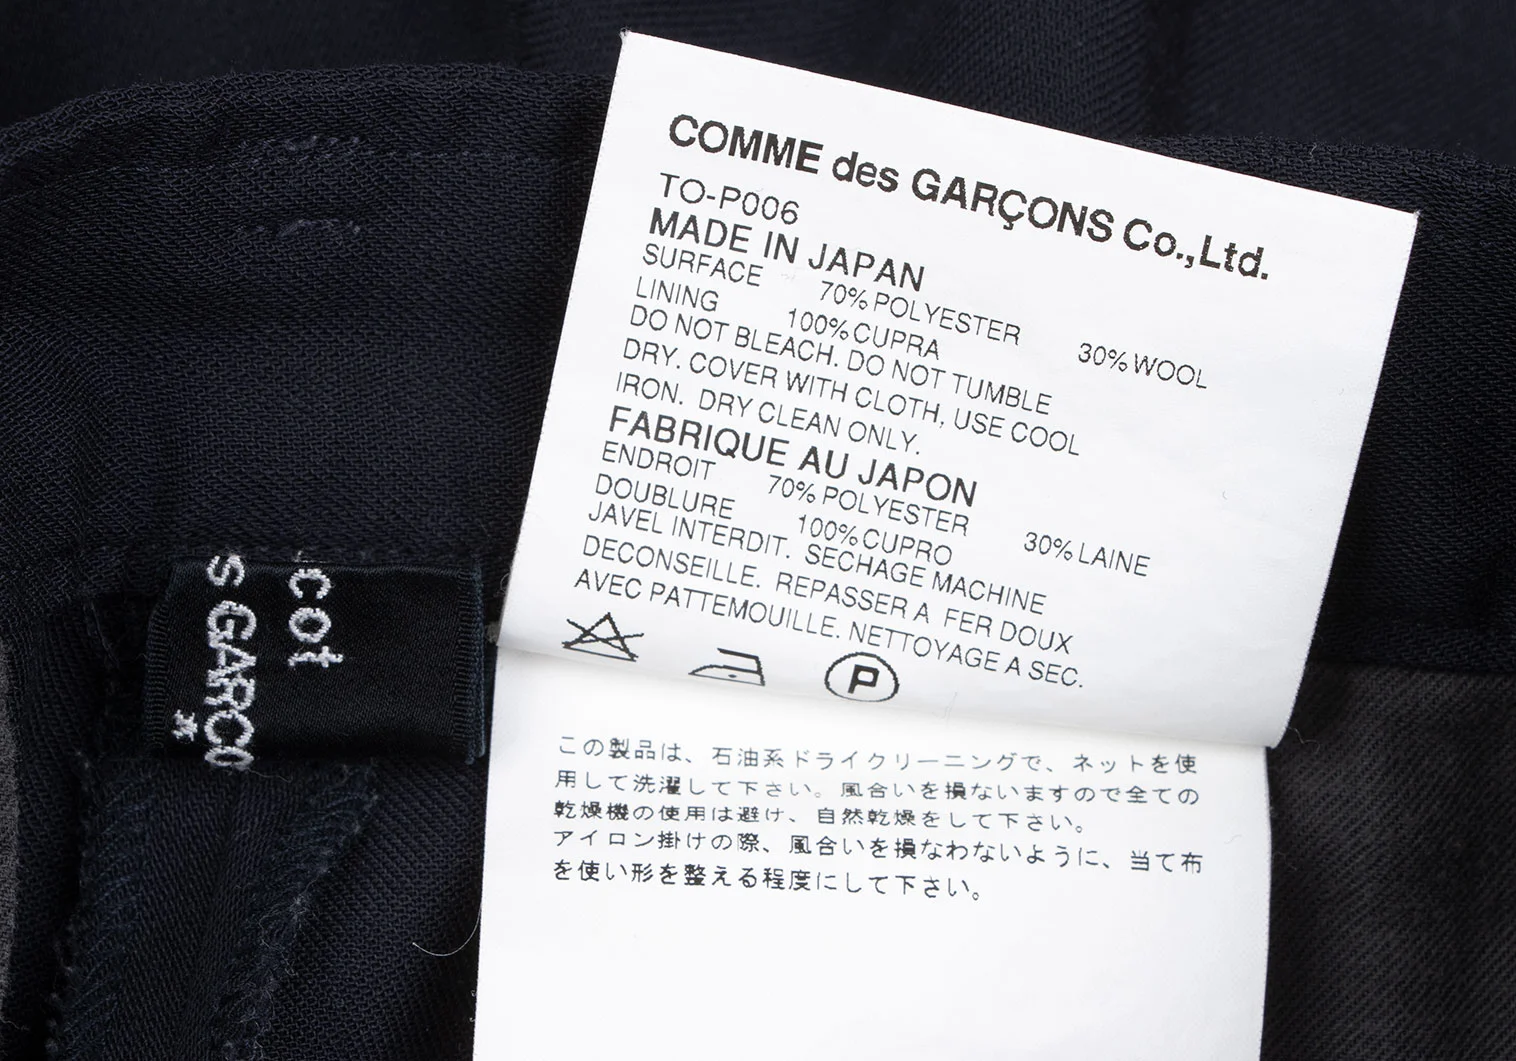 COMME des GARÇONS Co.,Ltd.
TO-P006
MADE IN JAPAN
SURFACE 70% POLYESTER 30% WOOL
LINING 100% CUPRA
DO NOT BLEACH. DO NOT TUMBLE
DRY. COVER WITH CLOTH, USE COOL
IRON. DRY CLEAN ONLY.
FABRIQUE AU JAPON
ENDROIT 70% POLYESTER 30% LAINE
DOUBLURE 100% CUPRO
JAVEL INTERDIT. SECHAGE MACHINE
DECONSEILLE. REPASSER A FER DOUX
AVEC PATTEMOUILLE. NETTOYAGE A SEC.
P
この製品は、石油系ドライクリーニングで、ネットを使
用して洗濯して下さい。風合いを損ないますので全ての
乾燥機の使用は避け、自然乾燥をして下さい。
アイロン掛けの際、風合いを損なわないように、当て布
を使い形を整える程度にして下さい。
cot
S GARCO